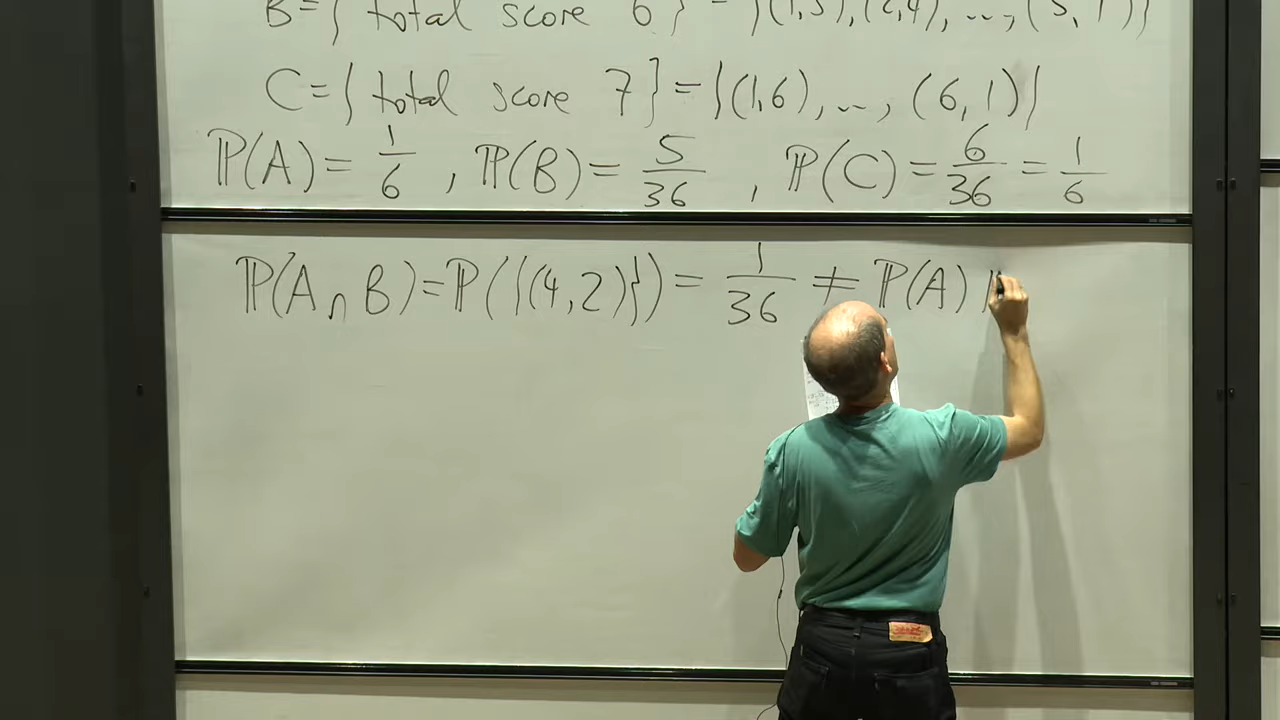 B={ total score 6 } = {(1,5),(2,4),...,(5,1)}
C={ total score 7 } = {(1,6),..., (6,1)}
ℙ(A)= 1/6 , ℙ(B)= 5/36 , ℙ(C)= 6/36 = 1/6
ℙ(A∩B)=ℙ({(4,2)})= 1/36 ≠ ℙ(A)